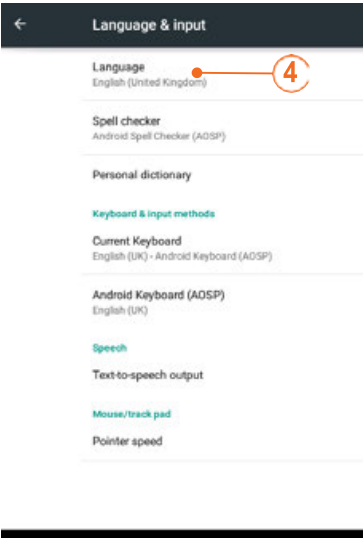 Language & input
Language
English (United Kingdom)
4
Spell checker
Android Spell Checker (AOSP)
Personal dictionary
Keyboard & input methods
Current Keyboard
English (UK) - Android Keyboard (AOSP)
Android Keyboard (AOSP)
English (UK)
Speech
Text-to-speech output
Mouse/track pad
Pointer speed